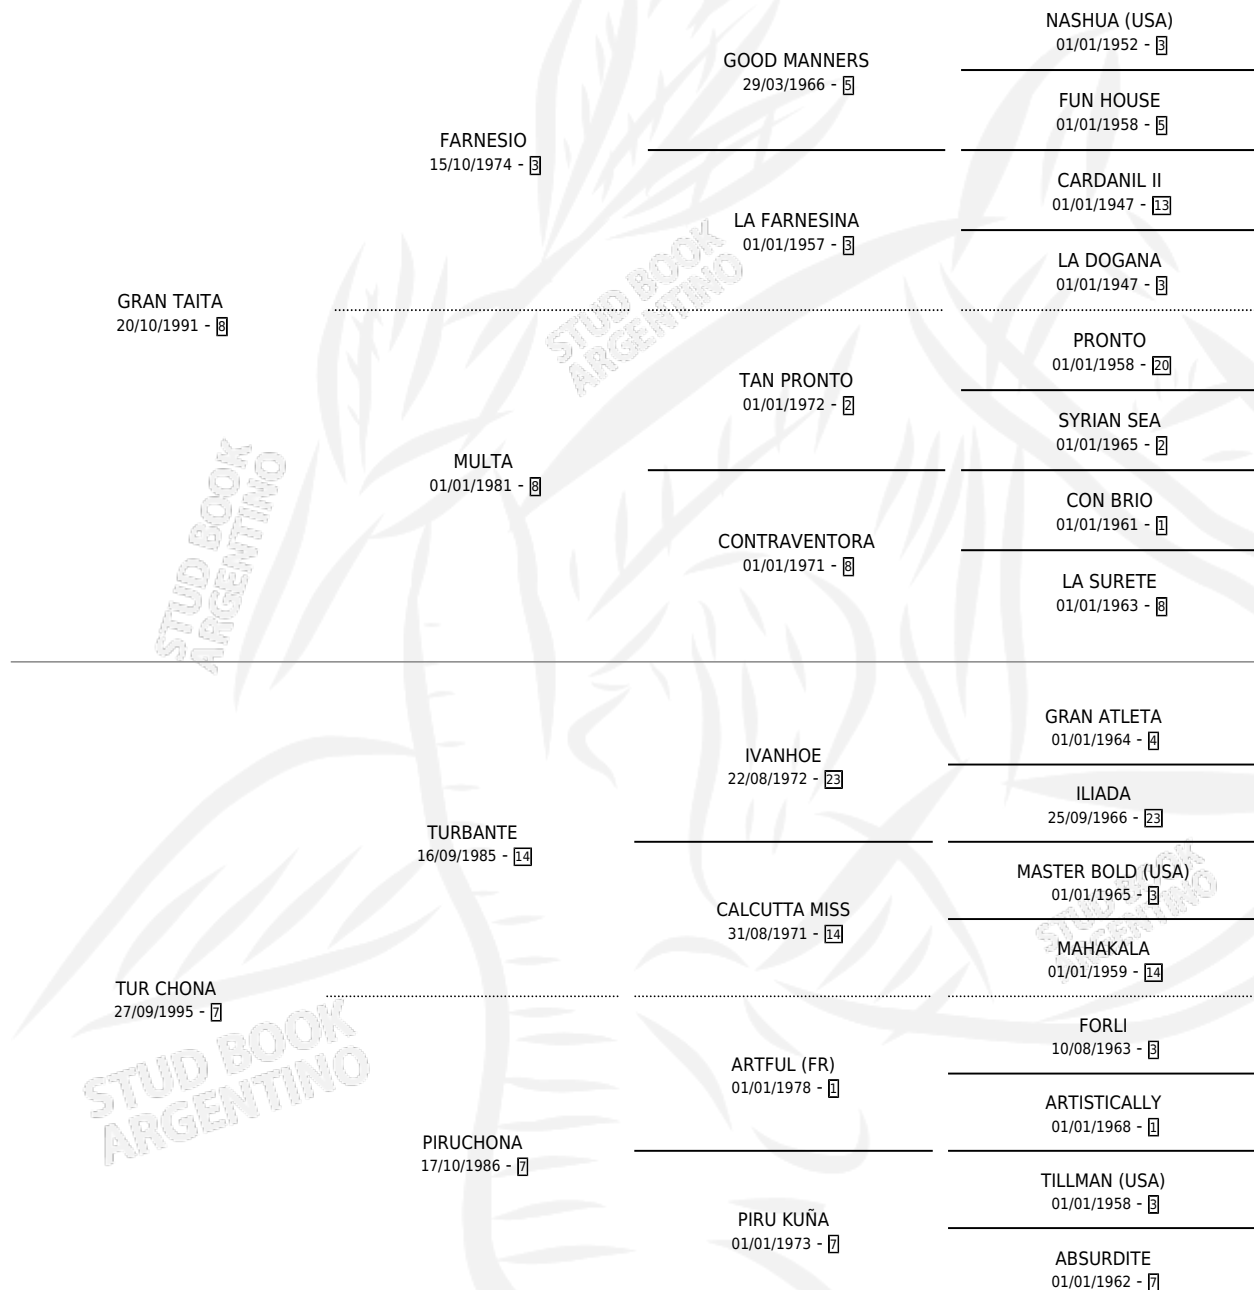 NASHUA (USA)
01/01/1952 - 3
GOOD MANNERS
29/03/1966 - 5
FUN HOUSE
01/01/1958 - 5
FARNESIO
15/10/1974 - 3
CARDANIL II
01/01/1947 - 13
LA FARNESINA
01/01/1957 - 3
LA DOGANA
01/01/1947 - 3
GRAN TAITA
20/10/1991 - 8
PRONTO
01/01/1958 - 20
TAN PRONTO
01/01/1972 - 2
SYRIAN SEA
01/01/1965 - 2
MULTA
01/01/1981 - 8
CON BRIO
01/01/1961 - 1
CONTRAVENTORA
01/01/1971 - 8
LA SURETE
01/01/1963 - 8
GRAN ATLETA
01/01/1964 - 4
IVANHOE
22/08/1972 - 23
ILIADA
25/09/1966 - 23
TURBANTE
16/09/1985 - 14
MASTER BOLD (USA)
01/01/1965 - 3
CALCUTTA MISS
31/08/1971 - 14
MAHAKALA
01/01/1959 - 14
TUR CHONA
27/09/1995 - 7
FORLI
10/08/1963 - 3
ARTFUL (FR)
01/01/1978 - 1
ARTISTICALLY
01/01/1968 - 1
PIRUCHONA
17/10/1986 - 7
TILLMAN (USA)
01/01/1958 - 3
PIRU KUÑA
01/01/1973 - 7
ABSURDITE
01/01/1962 - 7
STUD BOOK
ARGENTINO
STUD BOOK
ARGENTINO
STUD BOOK
ARGENTINO
STUD BOOK
ARGENTINO